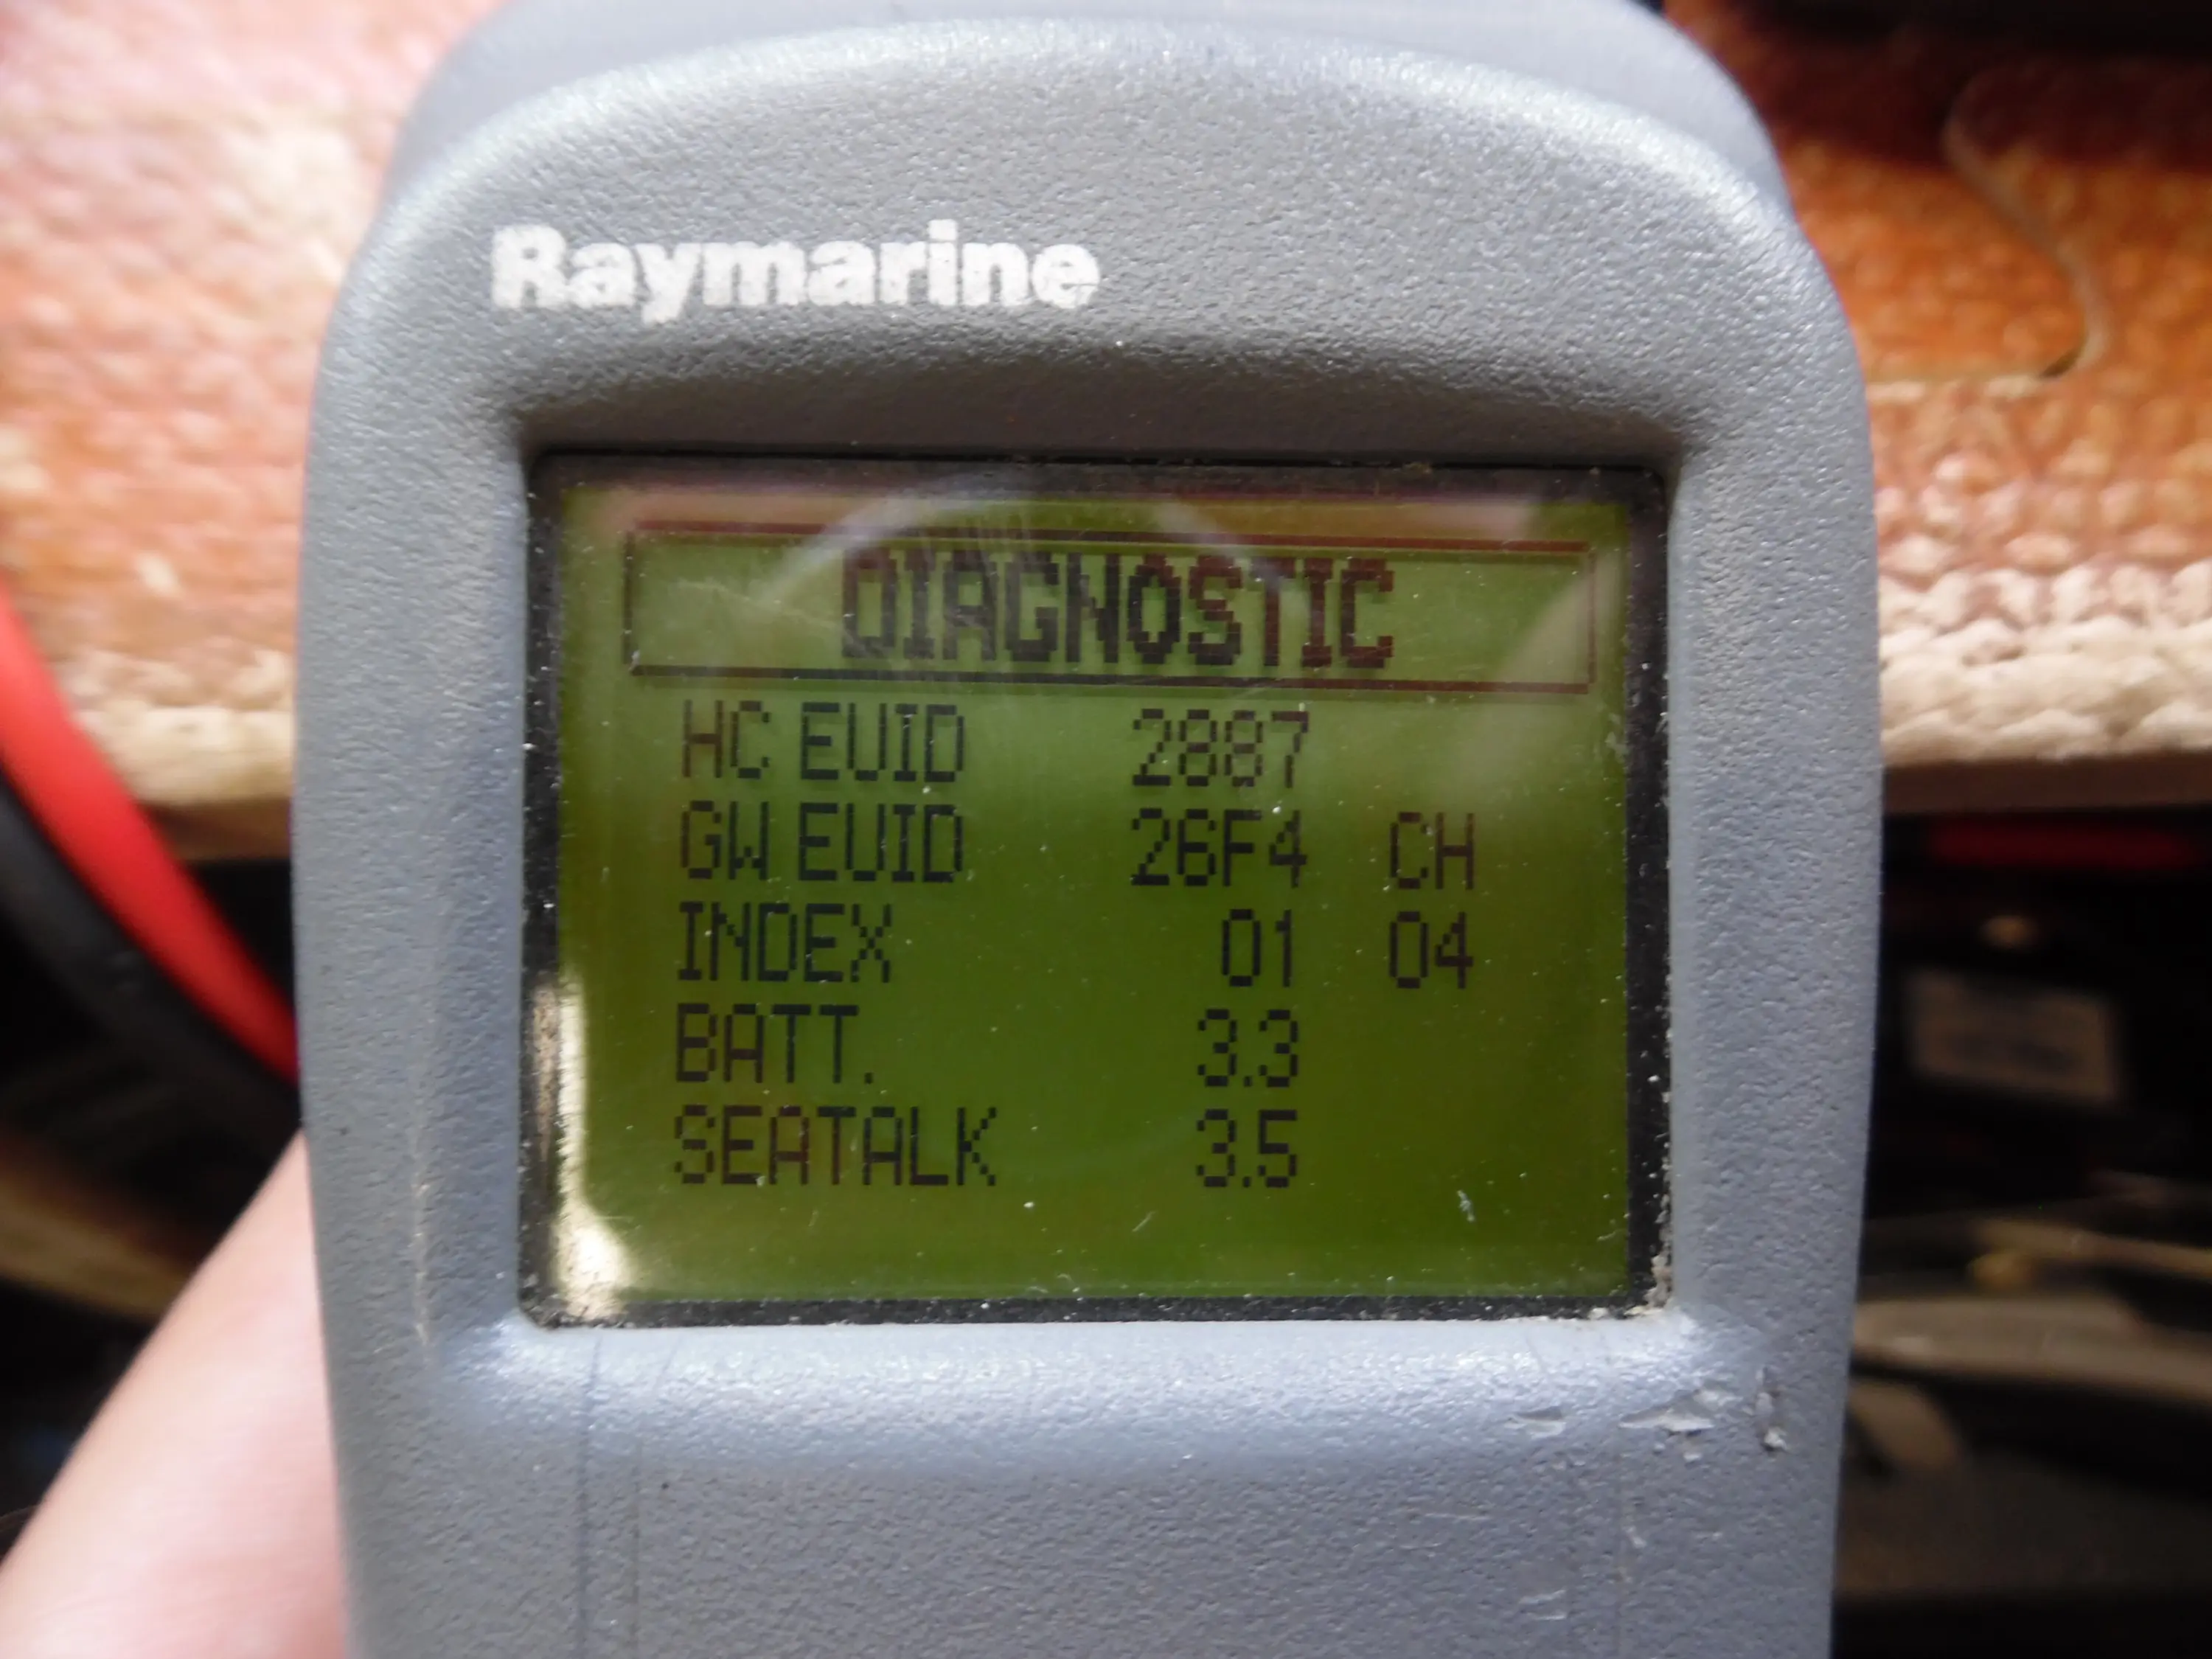 Raymarine
DIAGNOSTIC
HC EUID 2887
GW EUID 26F4 CH
INDEX 01 04
BATT. 3.3
SEATALK 3.5